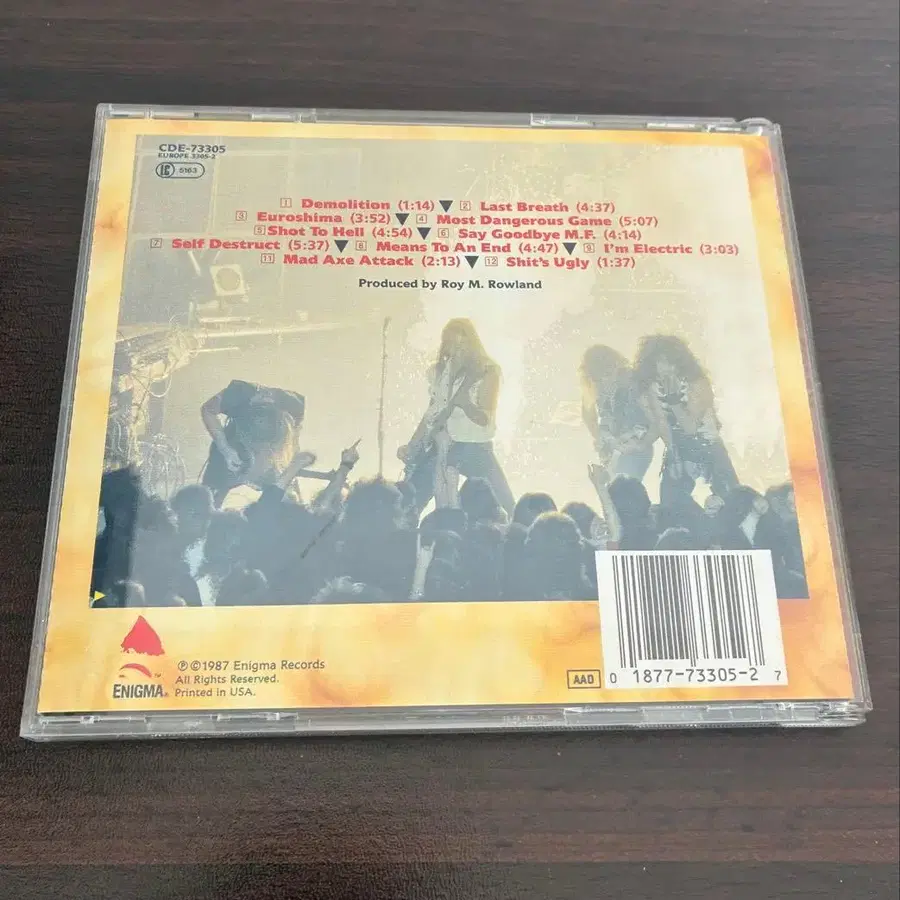 CDE-73305
EUROPE 3305-2
LC 5163
1 Demolition (1:14) ▼ 2 Last Breath (4:37)
3 Euroshima (3:52) ▼ 4 Most Dangerous Game (5:07)
5 Shot To Hell (4:54) ▼ 6 Say Goodbye M.F. (4:14)
7 Self Destruct (5:37) ▼ 8 Means To An End (4:47) ▼ 9 I'm Electric (3:03)
11 Mad Axe Attack (2:13) ▼ 12 Shit's Ugly (1:37)
Produced by Roy M. Rowland
ENIGMA®
℗ ©1987 Enigma Records
All Rights Reserved.
Printed in USA.
AAD
0 1877-73305-2 7